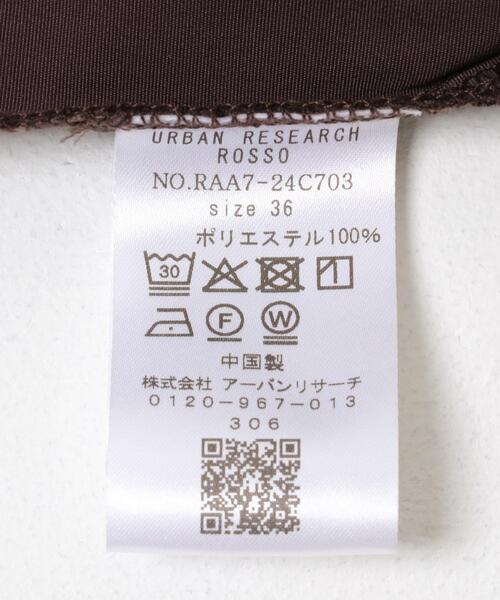 URBAN RESEARCH
ROSSO
NO.RAA7-24C703
size 36
ポリエステル100%
30
F W
中国製
株式会社 アーバンリサーチ
0120-967-013
306